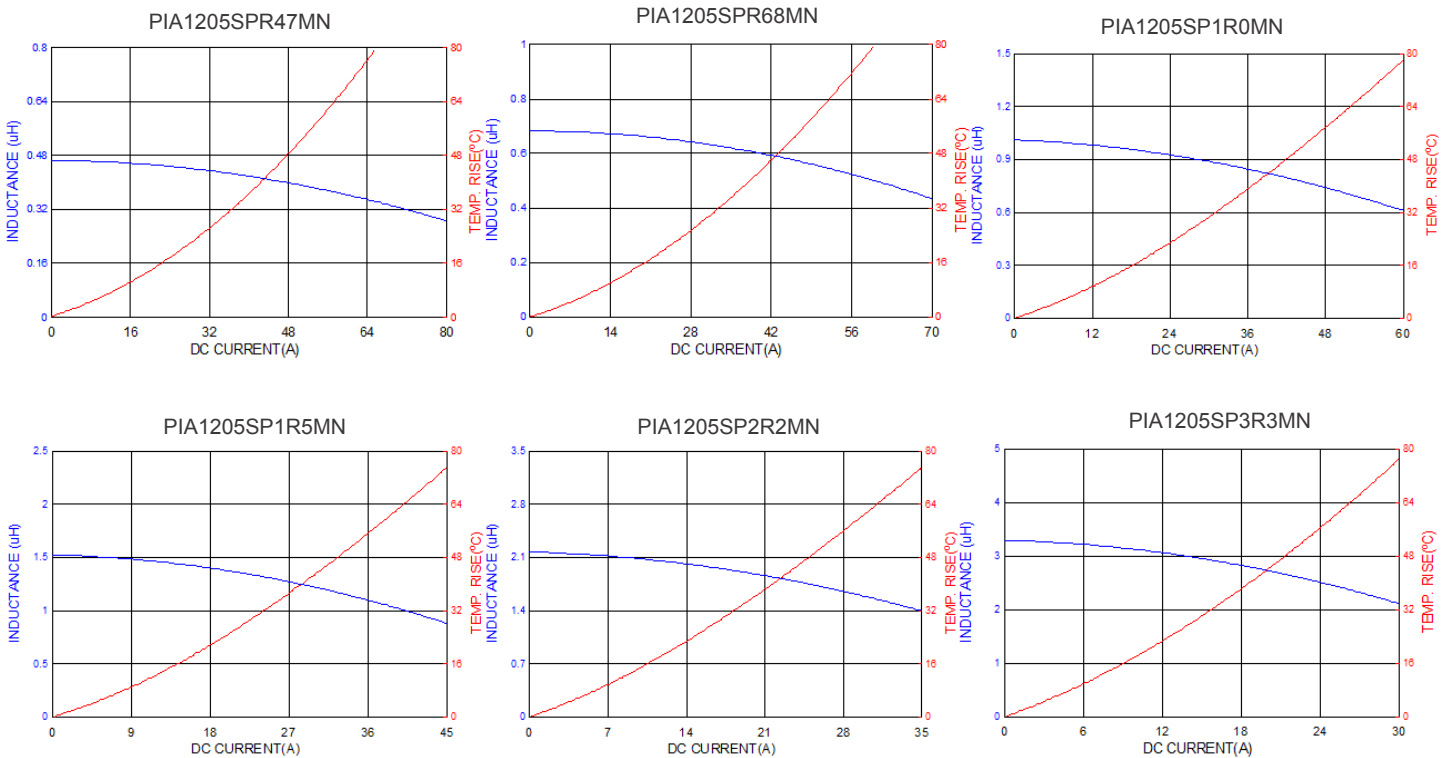 PIA1205SPR47MN
0.8
0.64
0.48
0.32
0.16
0
INDUCTANCE (uH)
80
64
48
32
16
0
TEMP. RISE(ºC)
0 16 32 48 64 80
DC CURRENT(A)
PIA1205SPR68MN
1
0.8
0.6
0.4
0.2
0
INDUCTANCE (uH)
80
64
48
32
16
0
TEMP. RISE(ºC)
0 14 28 42 56 70
DC CURRENT(A)
PIA1205SP1R0MN
1.5
1.2
0.9
0.6
0.3
0
INDUCTANCE (uH)
80
64
48
32
16
0
TEMP. RISE(ºC)
0 12 24 36 48 60
DC CURRENT(A)
PIA1205SP1R5MN
2.5
2
1.5
1
0.5
0
INDUCTANCE (uH)
80
64
48
32
16
0
TEMP. RISE(ºC)
0 9 18 27 36 45
DC CURRENT(A)
PIA1205SP2R2MN
3.5
2.8
2.1
1.4
0.7
0
INDUCTANCE (uH)
80
64
48
32
16
0
TEMP. RISE(ºC)
0 7 14 21 28 35
DC CURRENT(A)
PIA1205SP3R3MN
5
4
3
2
1
0
INDUCTANCE (uH)
80
64
48
32
16
0
TEMP. RISE(ºC)
0 6 12 18 24 30
DC CURRENT(A)